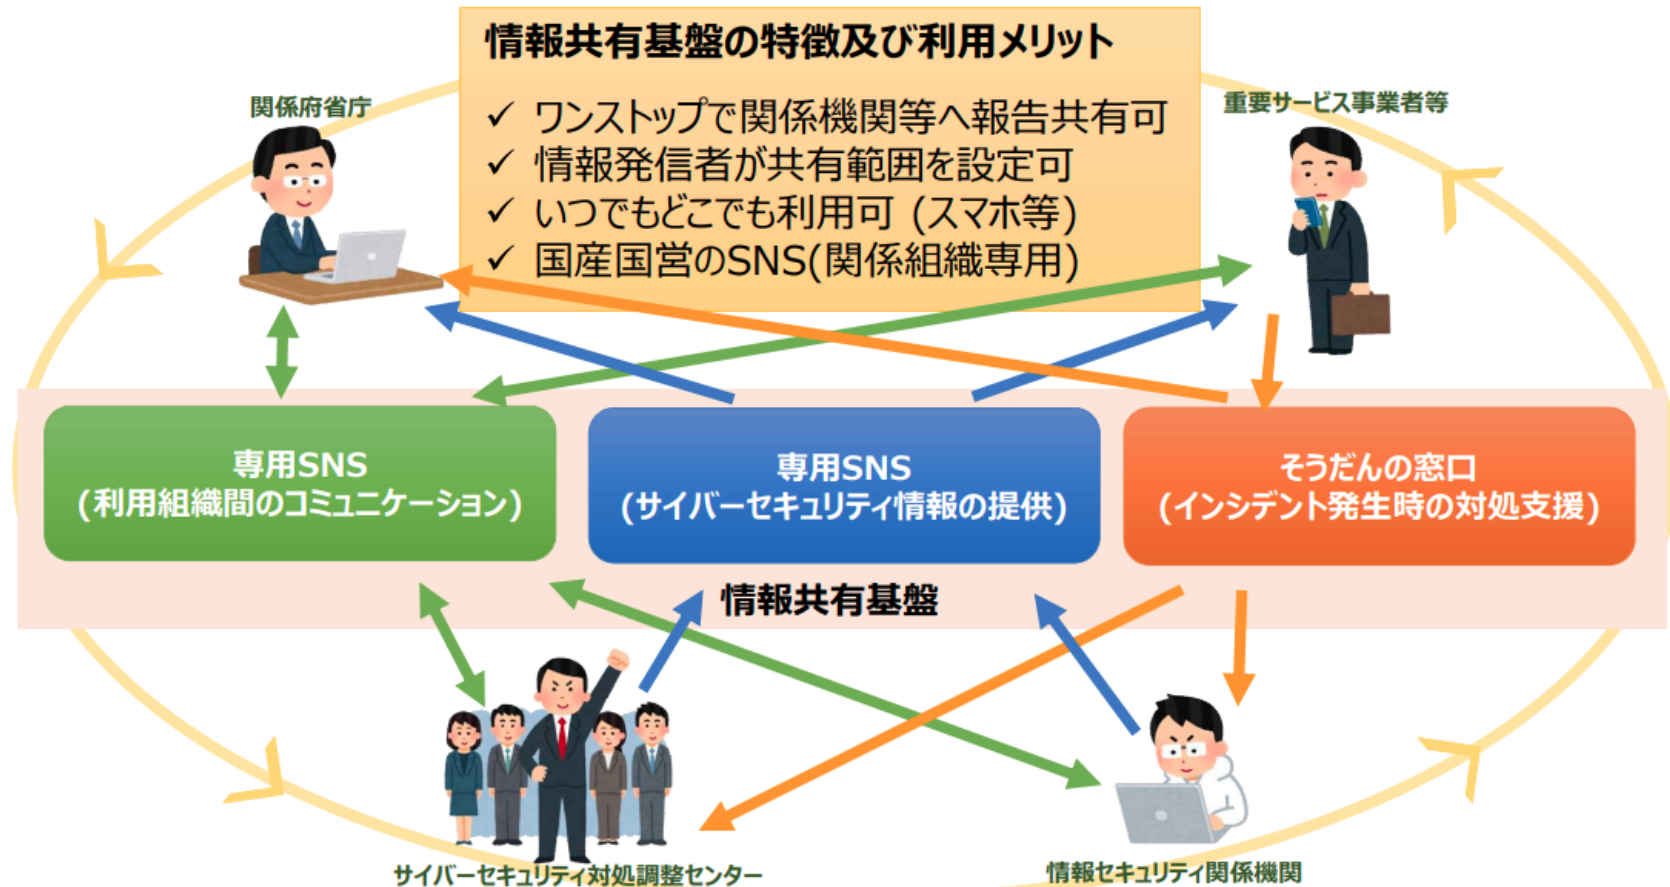 情報共有基盤の特徴及び利用メリット
✓ ワンストップで関係機関等へ報告共有可
✓ 情報発信者が共有範囲を設定可
✓ いつでもどこでも利用可 (スマホ等)
✓ 国産国営のSNS(関係組織専用)
関係府省庁
重要サービス事業者等
専用SNS
(利用組織間のコミュニケーション)
専用SNS
(サイバーセキュリティ情報の提供)
そうだんの窓口
(インシデント発生時の対処支援)
情報共有基盤
サイバーセキュリティ対処調整センター
情報セキュリティ関係機関